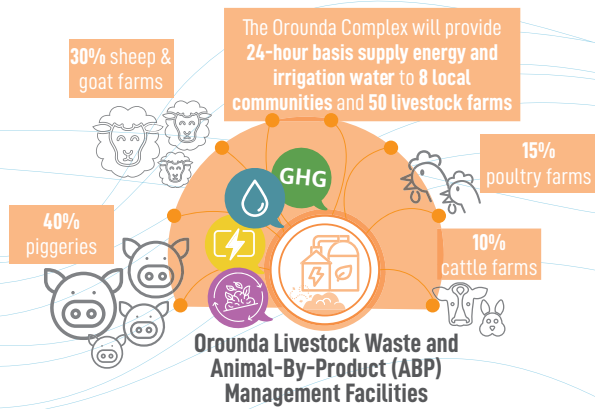 The Orounda Complex will provide
24-hour basis supply energy and
irrigation water to 8 local
communities and 50 livestock farms
30% sheep &
goat farms
GHG
15%
poultry farms
40%
piggeries
10%
cattle farms
Orounda Livestock Waste and
Animal-By-Product (ABP)
Management Facilities